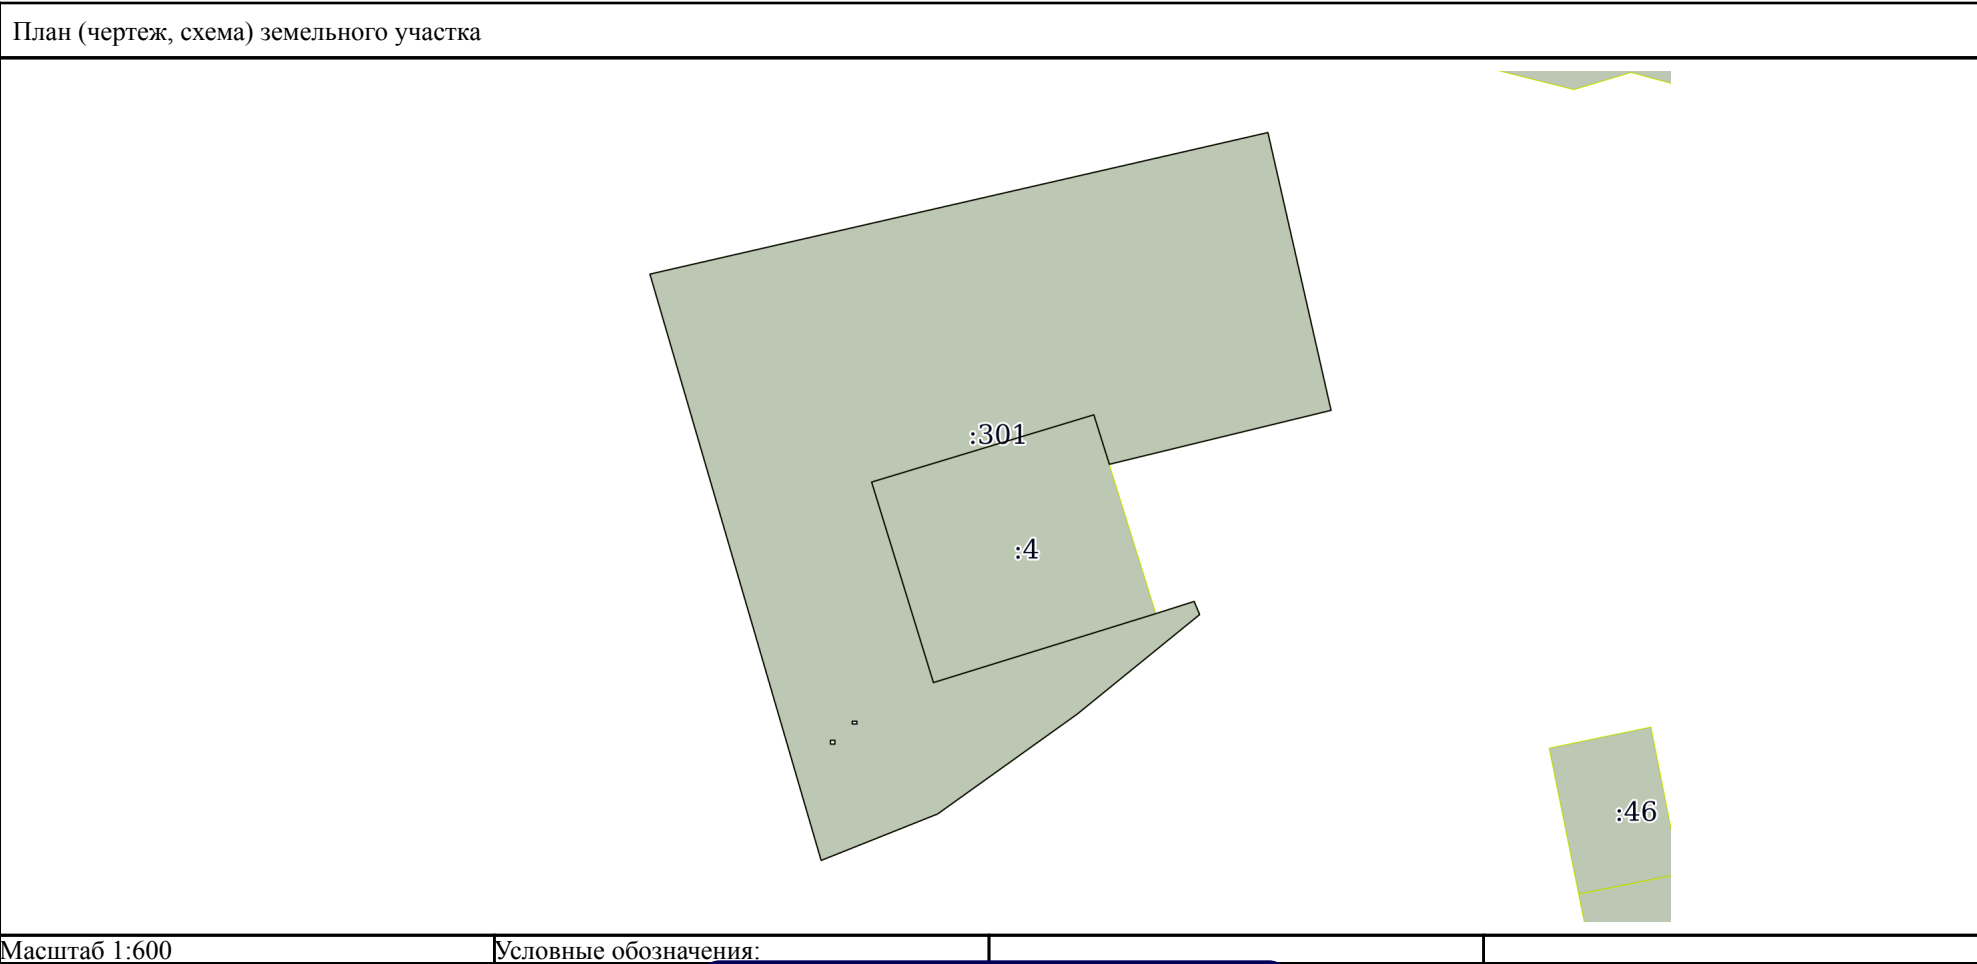 План (чертеж, схема) земельного участка
:301
:4
:46
Масштаб 1:600
Условные обозначения: